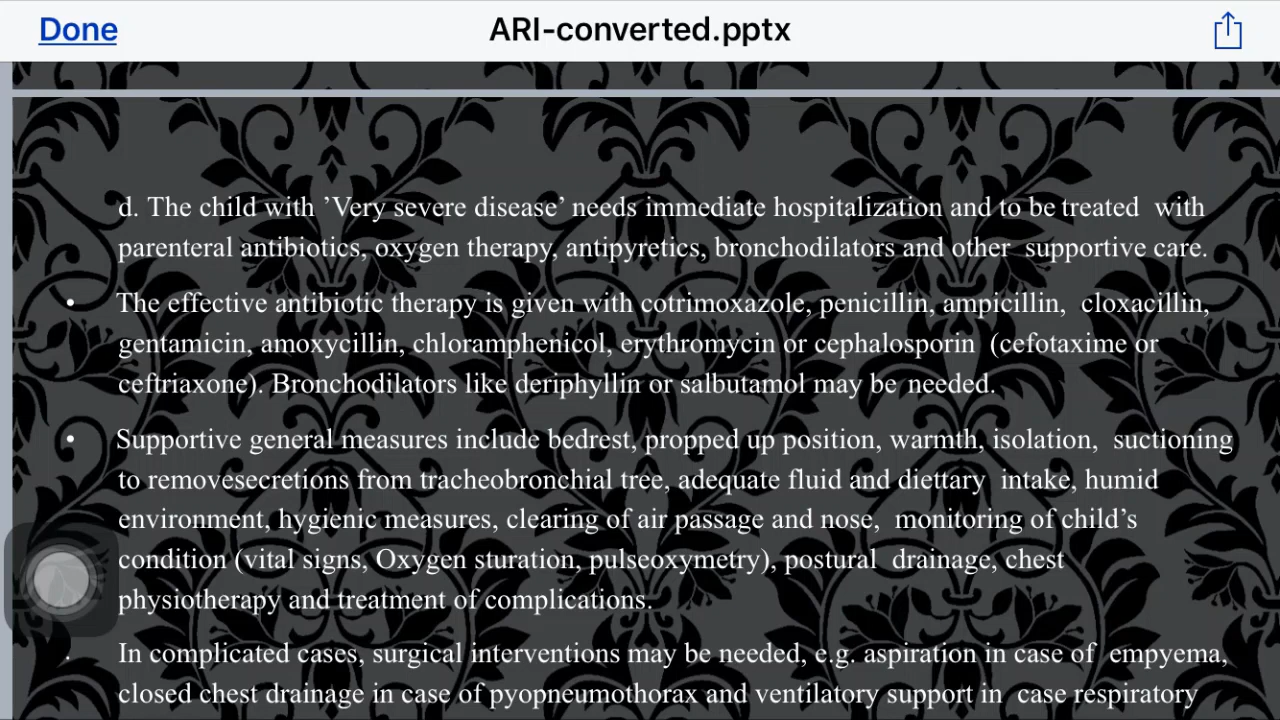 Done
ARI-converted.pptx
d. The child with ’Very severe disease’ needs immediate hospitalization and to be treated with
parenteral antibiotics, oxygen therapy, antipyretics, bronchodilators and other supportive care.
• The effective antibiotic therapy is given with cotrimoxazole, penicillin, ampicillin, cloxacillin,
gentamicin, amoxycillin, chloramphenicol, erythromycin or cephalosporin (cefotaxime or
ceftriaxone). Bronchodilators like deriphyllin or salbutamol may be needed.
• Supportive general measures include bedrest, propped up position, warmth, isolation, suctioning
to removesecretions from tracheobronchial tree, adequate fluid and diettary intake, humid
environment, hygienic measures, clearing of air passage and nose, monitoring of child’s
condition (vital signs, Oxygen sturation, pulseoxymetry), postural drainage, chest
physiotherapy and treatment of complications.
· In complicated cases, surgical interventions may be needed, e.g. aspiration in case of empyema,
closed chest drainage in case of pyopneumothorax and ventilatory support in case respiratory